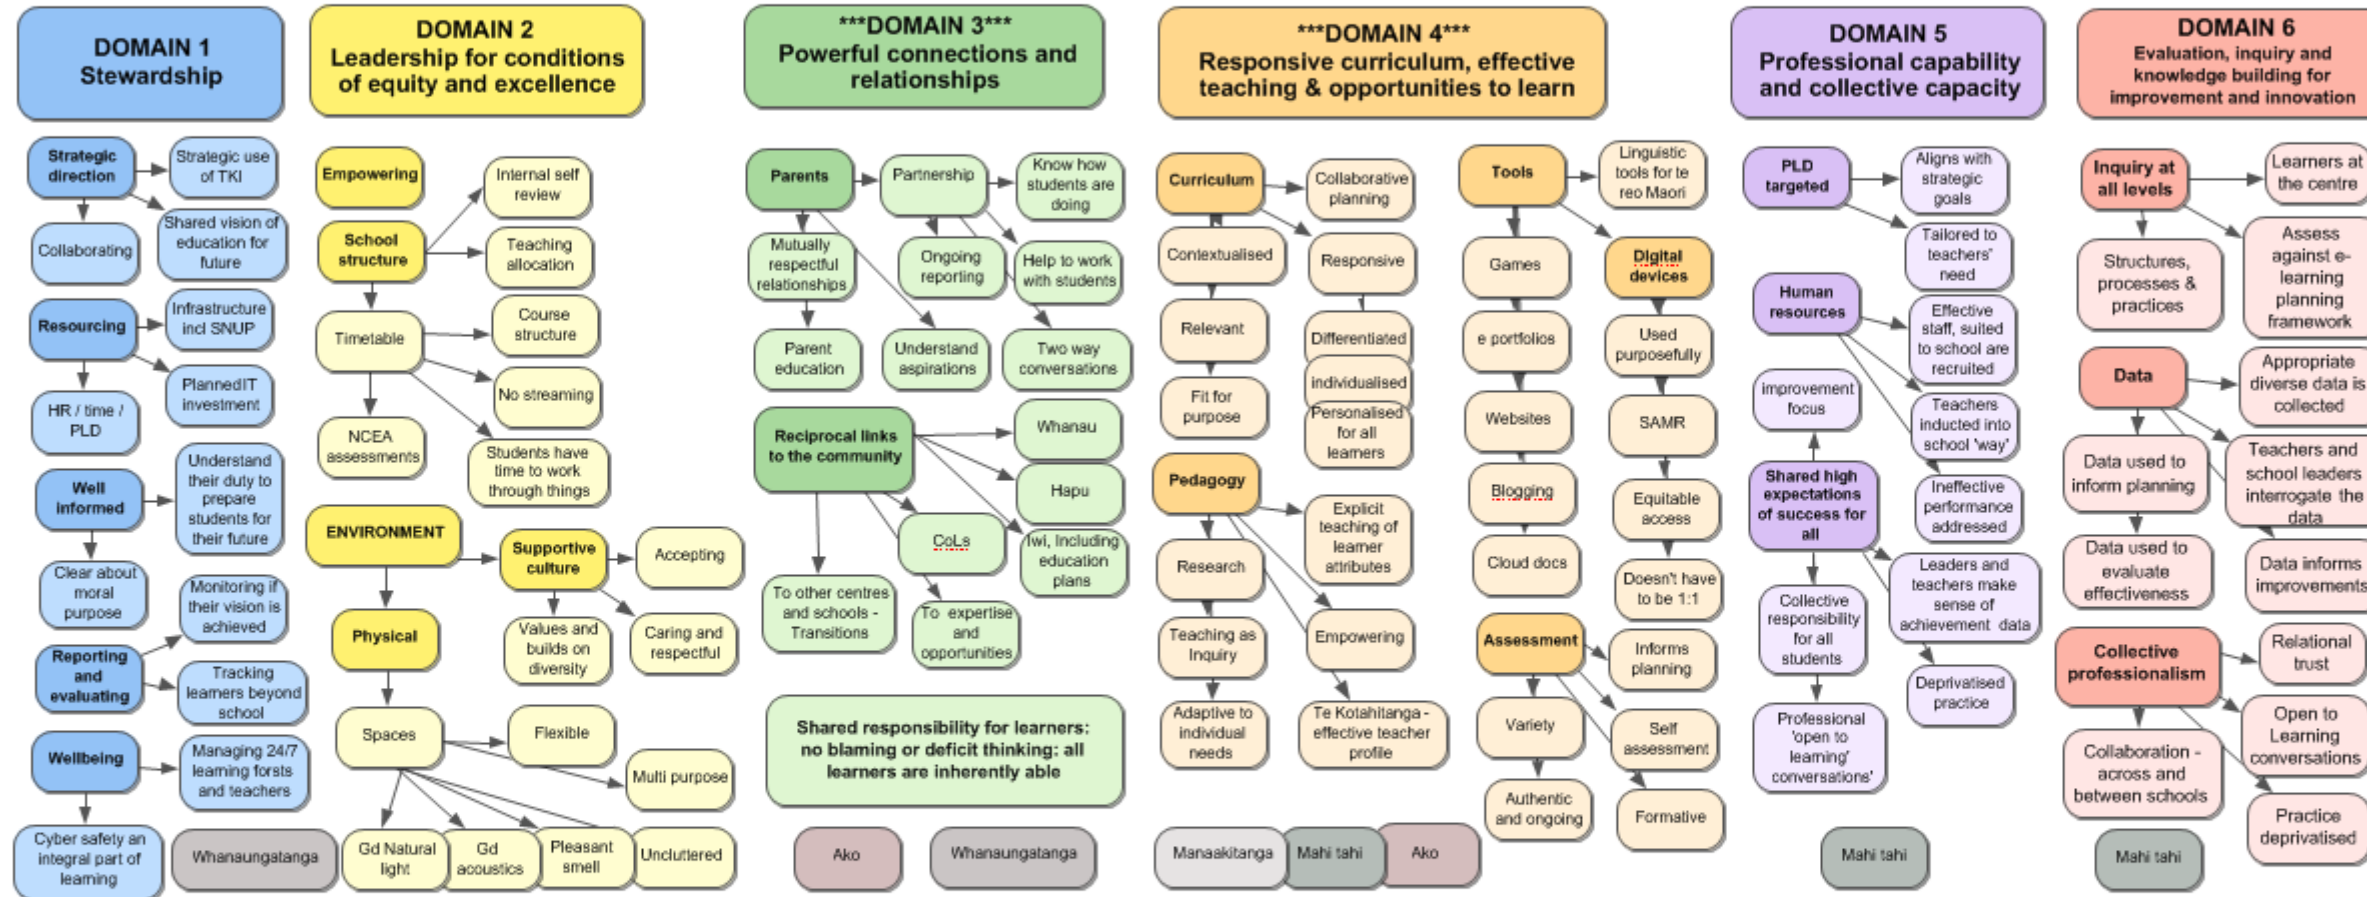 DOMAIN 1
Stewardship
Strategic
direction
Strategic use
of TKI
Collaborating
Shared vision of
education for
future
Resourcing
Infrastructure
incl SNUP
HR / time /
PLD
PlannedIT
investment
Well
informed
Understand
their duty to
prepare
students for
their future
Clear about
moral
purpose
Monitoring if
their vision is
achieved
Reporting
and
evaluating
Tracking
learners beyond
school
Wellbeing
Managing 24/7
learning forsts
and teachers
Cyber safety an
integral part of
learning
Whanaungatanga
DOMAIN 2
Leadership for conditions
of equity and excellence
Empowering
Internal self
review
School
structure
Teaching
allocation
Timetable
Course
structure
No streaming
NCEA
assessments
Students have
time to work
through things
ENVIRONMENT
Supportive
culture
Accepting
Values and
builds on
diversity
Caring and
respectful
Physical
Spaces
Flexible
Multi purpose
Gd Natural
light
Gd
acoustics
Pleasant
smell
Uncluttered
***DOMAIN 3***
Powerful connections and
relationships
Parents
Partnership
Know how
students are
doing
Mutually
respectful
relationships
Ongoing
reporting
Help to work
with students
Parent
education
Understand
aspirations
Two way
conversations
Reciprocal links
to the community
Whanau
Hapu
CoLs
Iwi, Including
education
plans
To other centres
and schools -
Transitions
To expertise
and
opportunities
Shared responsibility for learners:
no blaming or deficit thinking: all
learners are inherently able
Ako
Whanaungatanga
***DOMAIN 4***
Responsive curriculum, effective
teaching & opportunities to learn
Curriculum
Collaborative
planning
Contextualised
Responsive
Relevant
Differentiated
Fit for
purpose
individualised
Personalised
for all
learners
Pedagogy
Explicit
teaching of
learner
attributes
Research
Empowering
Teaching as
Inquiry
Adaptive to
individual
needs
Te Kotahitanga -
effective teacher
profile
Tools
Linguistic
tools for te
reo Maori
Games
Digital
devices
e portfolios
Used
purposefully
Websites
SAMR
Blogging
Equitable
access
Cloud docs
Doesn't have
to be 1:1
Assessment
Informs
planning
Variety
Self
assessment
Authentic
and ongoing
Formative
Manaakitanga
Mahi tahi
Ako
DOMAIN 5
Professional capability
and collective capacity
PLD
targeted
Aligns with
strategic
goals
Tailored to
teachers'
need
Human
resources
Effective
staff, suited
to school are
recruited
improvement
focus
Teachers
inducted into
school 'way'
Shared high
expectations
of success for
all
Ineffective
performance
addressed
Collective
responsibility
for all
students
Leaders and
teachers make
sense of
achievement data
Deprivatised
practice
Professional
'open to
learning'
conversations'
Mahi tahi
DOMAIN 6
Evaluation, inquiry and
knowledge building for
improvement and innovation
Inquiry at
all levels
Learners at
the centre
Structures,
processes &
practices
Assess
against e-
learning
planning
framework
Data
Appropriate
diverse data is
collected
Data used to
inform planning
Teachers and
school leaders
interrogate the
data
Data used to
evaluate
effectiveness
Data informs
improvements
Collective
professionalism
Relational
trust
Collaboration -
across and
between schools
Open to
Learning
conversations
Practice
deprivatised
Mahi tahi